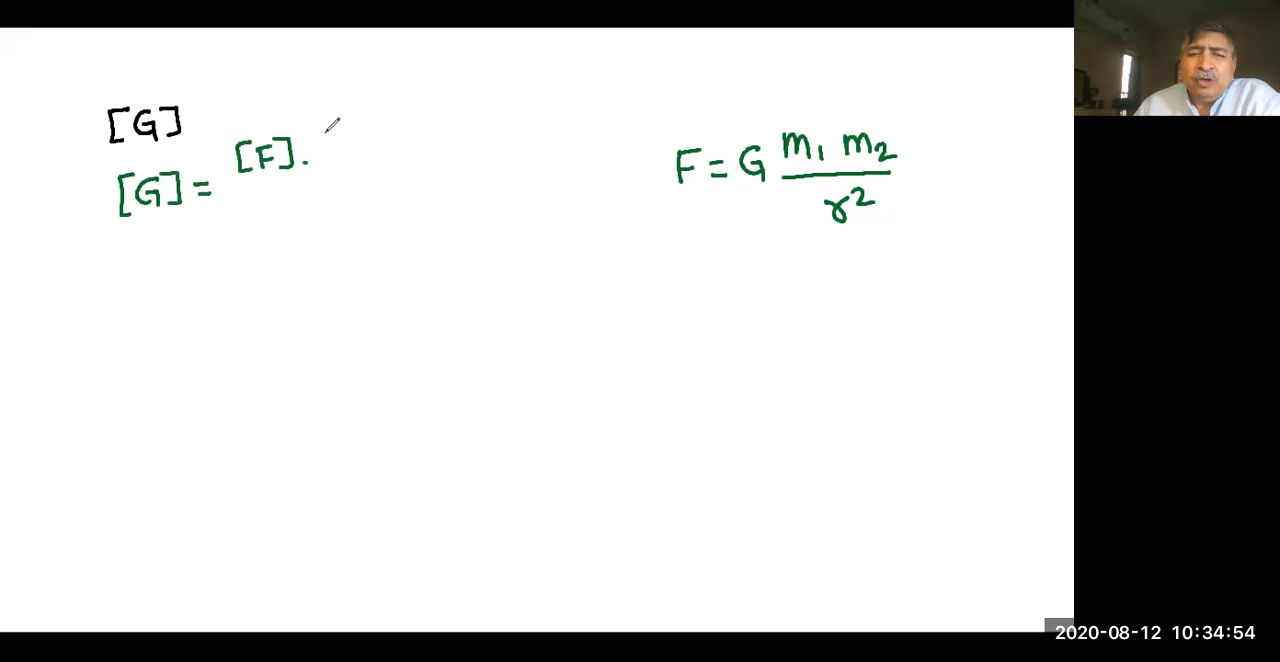 [G]
[G] = [F].
F = G m₁ m₂ / r²
2020-08-12 10:34:54